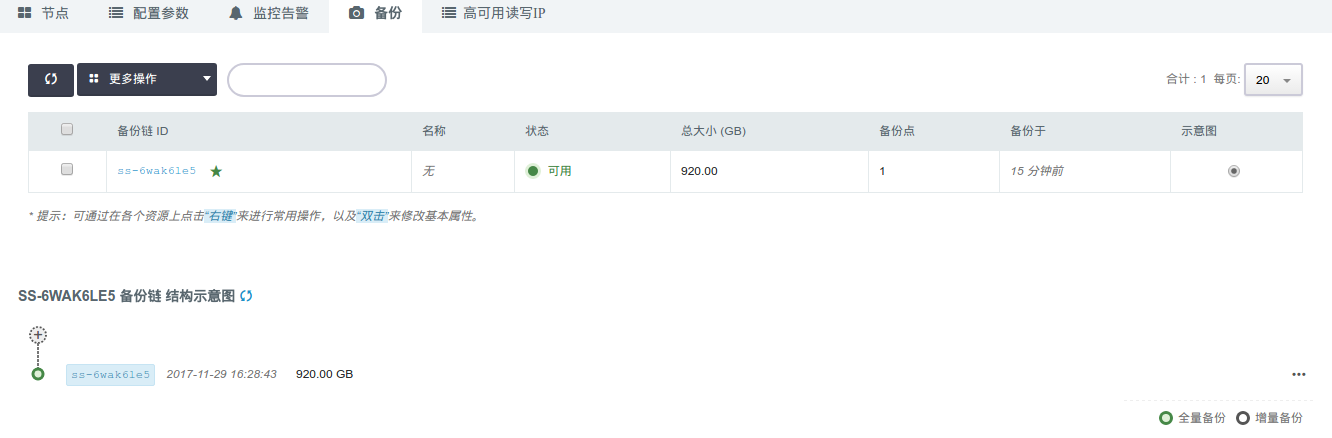 节点 配置参数 监控告警 备份 高可用读写IP
更多操作 合计 : 1 每页: 20
备份链 ID 名称 状态 总大小 (GB) 备份点 备份于 示意图
ss-6wak6le5 无 可用 920.00 1 15 分钟前
* 提示：可通过在各个资源上点击“右键”来进行常用操作，以及“双击”来修改基本属性。
SS-6WAK6LE5 备份链 结构示意图
ss-6wak6le5 2017-11-29 16:28:43 920.00 GB
全量备份 增量备份